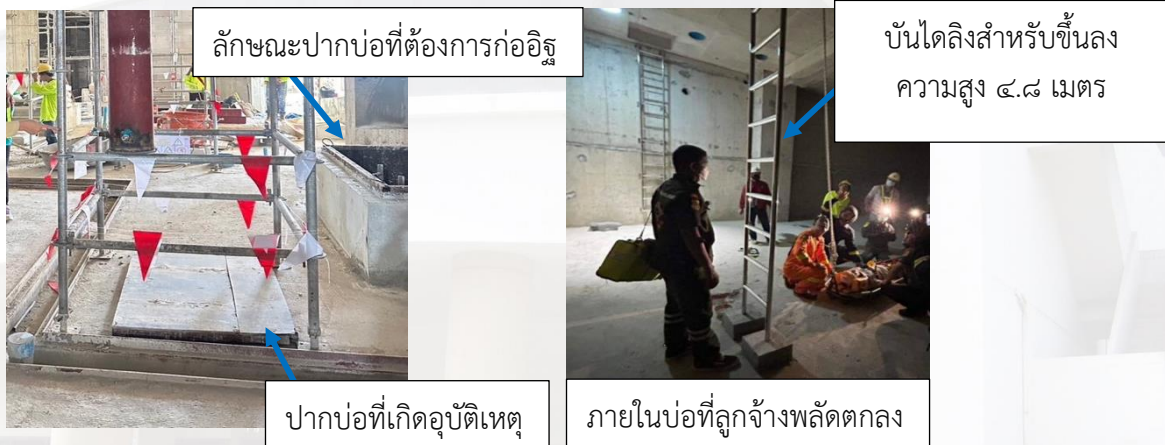 ลักษณะปากบ่อที่ต้องการก่ออิฐ
บันไดลิงสำหรับขึ้นลง
ความสูง ๔.๘ เมตร
ปากบ่อที่เกิดอุบัติเหตุ
ภายในบ่อที่ลูกจ้างพลัดตกลง